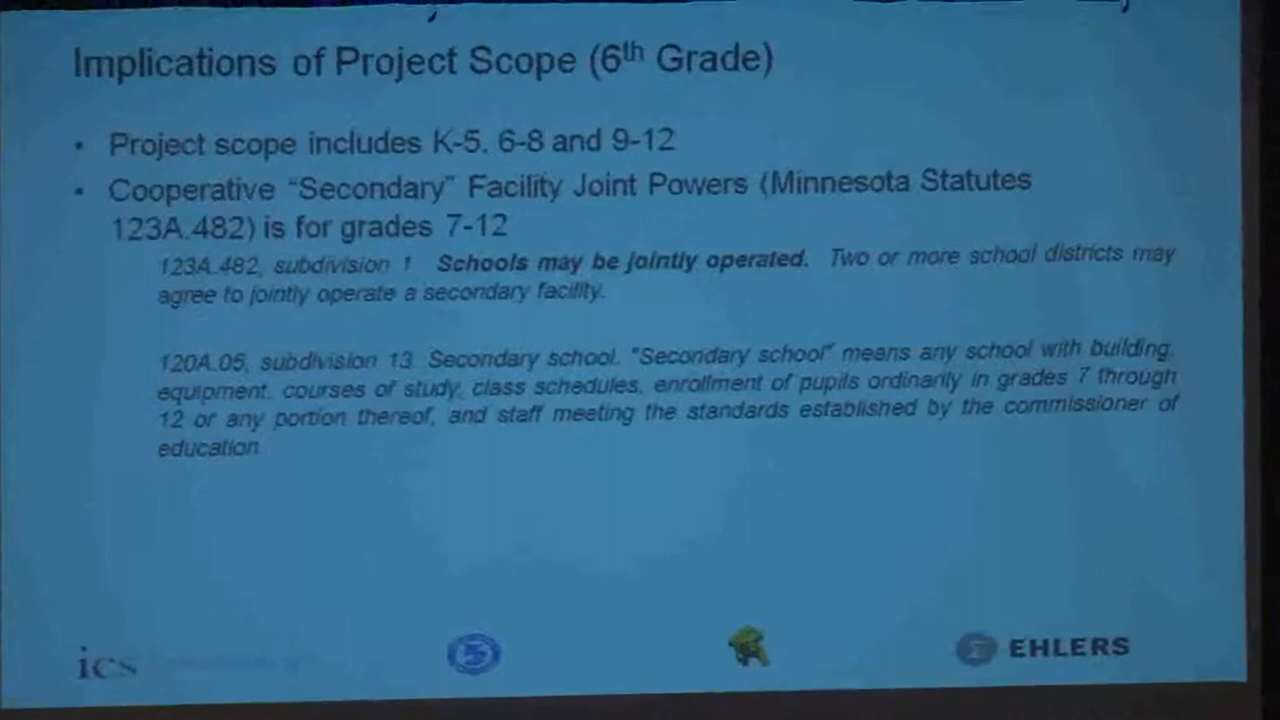 Implications of Project Scope (6th Grade)
• Project scope includes K-5. 6-8 and 9-12
• Cooperative “Secondary” Facility Joint Powers (Minnesota Statutes
123A.482) is for grades 7-12
123A.482, subdivision 1 Schools may be jointly operated. Two or more school districts may
agree to jointly operate a secondary facility.
120A.05, subdivision 13 Secondary school. "Secondary school" means any school with building,
equipment, courses of study, class schedules, enrollment of pupils ordinarily in grades 7 through
12 or any portion thereof, and staff meeting the standards established by the commissioner of
education
ics
EHLERS